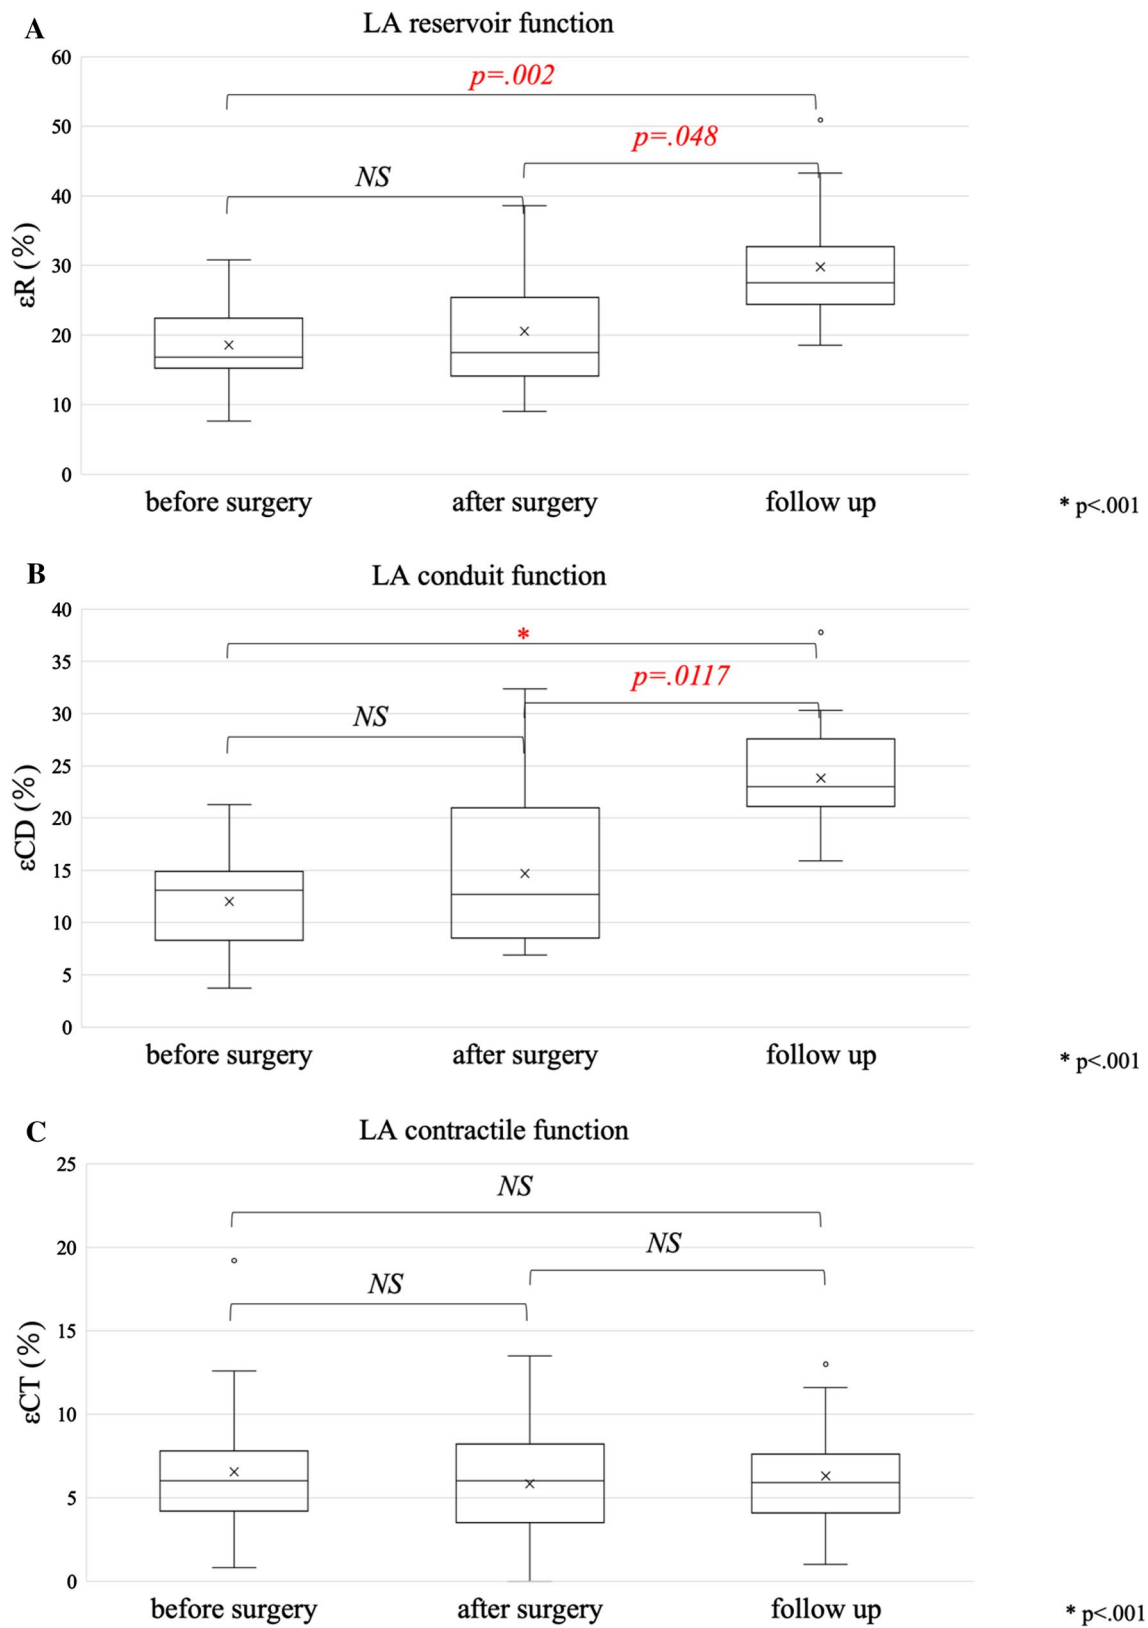 A
LA reservoir function
60
p=.002
50
p=.048
NS
40
εR (%)
30
20
10
0
before surgery after surgery follow up
* p<.001
B
LA conduit function
40
*
35
p=.0117
30
NS
25
εCD (%)
20
15
10
5
0
before surgery after surgery follow up
* p<.001
C
LA contractile function
25
NS
20
NS
NS
15
εCT (%)
10
5
0
before surgery after surgery follow up
* p<.001